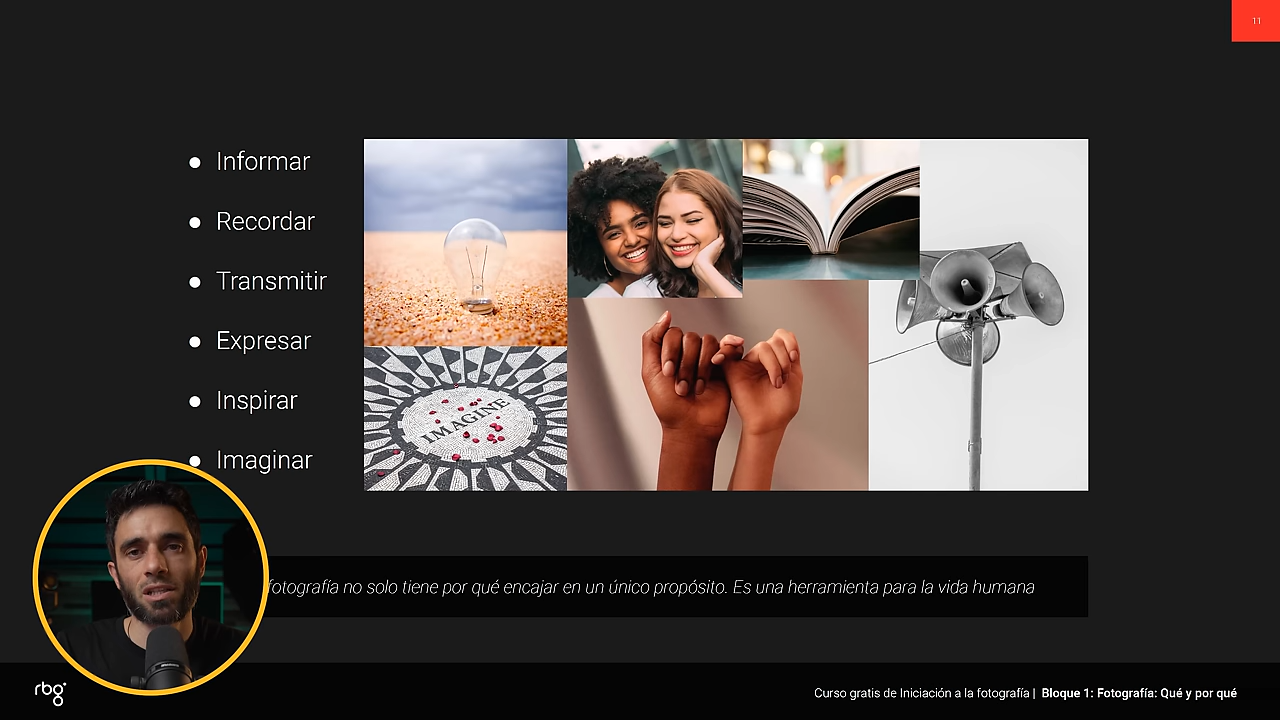 11
Informar
Recordar
Transmitir
Expresar
Inspirar
Imaginar
IMAGINE
fotografía no solo tiene por qué encajar en un único propósito. Es una herramienta para la vida humana
rbg
Curso gratis de Iniciación a la fotografía | Bloque 1: Fotografía: Qué y por qué